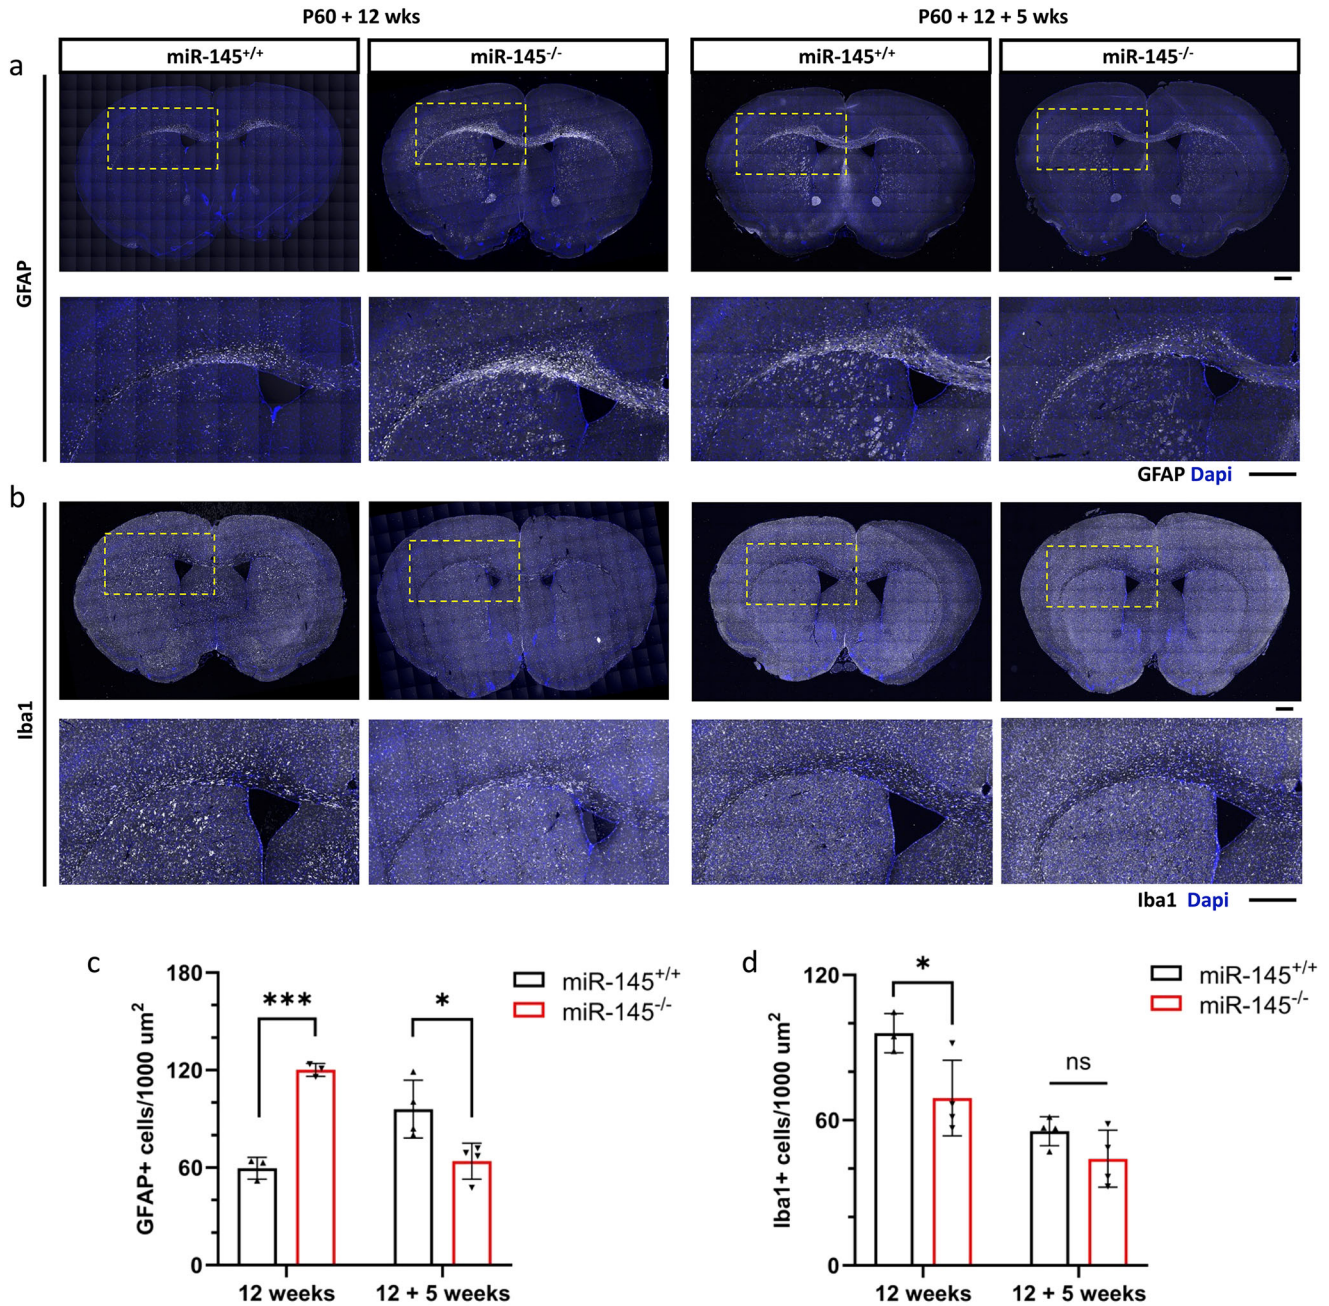 P60 + 12 wks
P60 + 12 + 5 wks
a
miR-145+/+
miR-145-/-
miR-145+/+
miR-145-/-
GFAP
GFAP Dapi
b
Iba1
Iba1 Dapi
c
GFAP+ cells/1000 um2
180
120
60
0
***
*
12 weeks
12 + 5 weeks
miR-145+/+
miR-145-/-
d
Iba1+ cells/1000 um2
120
60
0
*
ns
12 weeks
12 + 5 weeks
miR-145+/+
miR-145-/-